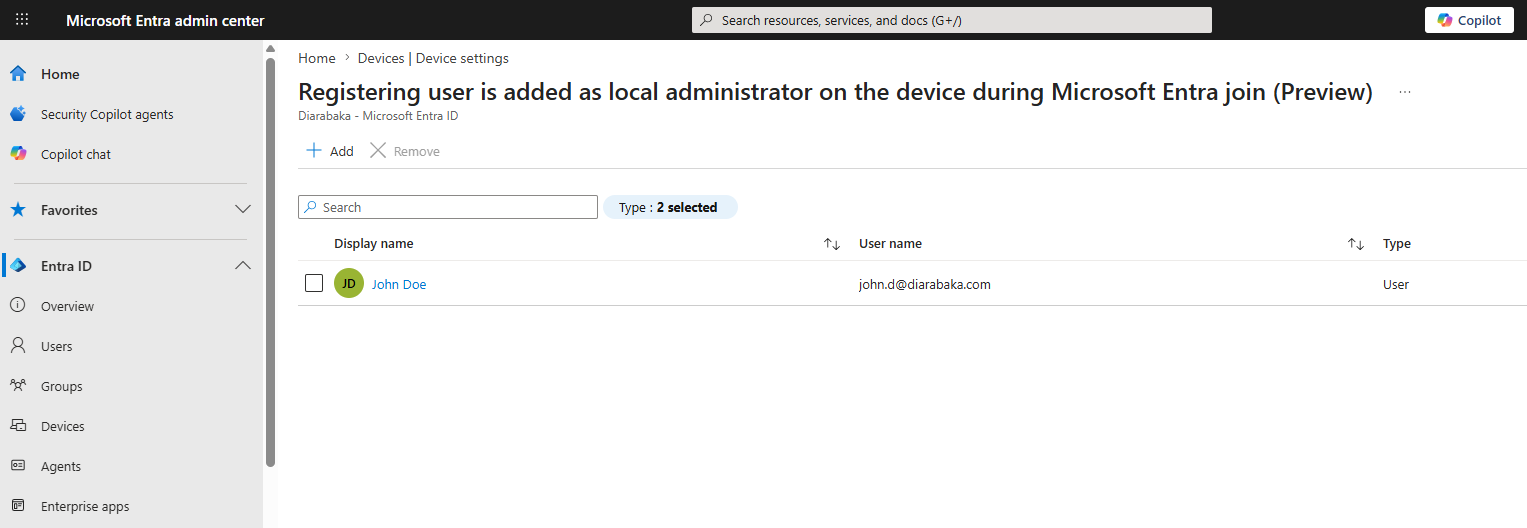 Microsoft Entra admin center
Search resources, services, and docs (G+/)
Copilot
Home
Security Copilot agents
Copilot chat
Favorites
Entra ID
Overview
Users
Groups
Devices
Agents
Enterprise apps
Home > Devices | Device settings
Registering user is added as local administrator on the device during Microsoft Entra join (Preview) ...
Diarabaka - Microsoft Entra ID
Add Remove
Search Type : 2 selected
Display name User name Type
JD John Doe john.d@diarabaka.com User